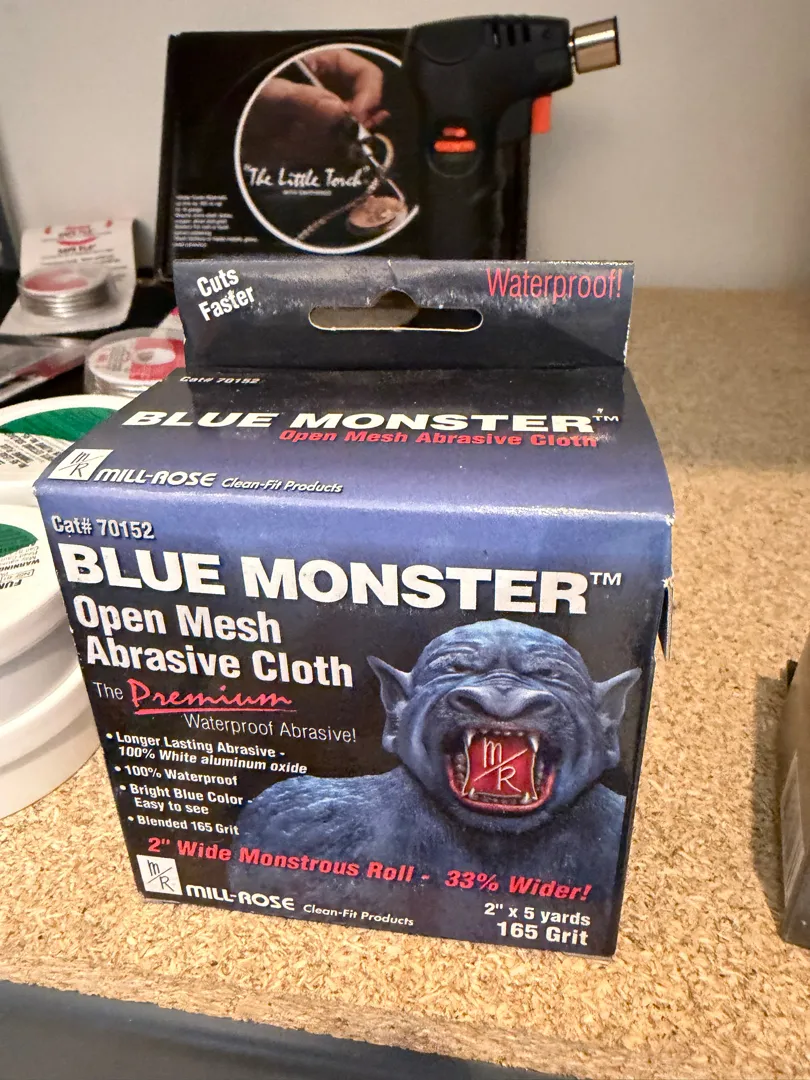 "The Little Torch"
Cuts
Faster
Waterproof!
Cat# 70152
BLUE MONSTER™
Open Mesh Abrasive Cloth
M/R MILL-ROSE Clean-Fit Products
Cat# 70152
BLUE MONSTER™
Open Mesh
Abrasive Cloth
The Premium
Waterproof Abrasive!
• Longer Lasting Abrasive -
100% White aluminum oxide
• 100% Waterproof
• Bright Blue Color -
Easy to see
• Blended 165 Grit
M/R
2" Wide Monstrous Roll - 33% Wider!
M/R MILL-ROSE Clean-Fit Products
2" x 5 yards
165 Grit